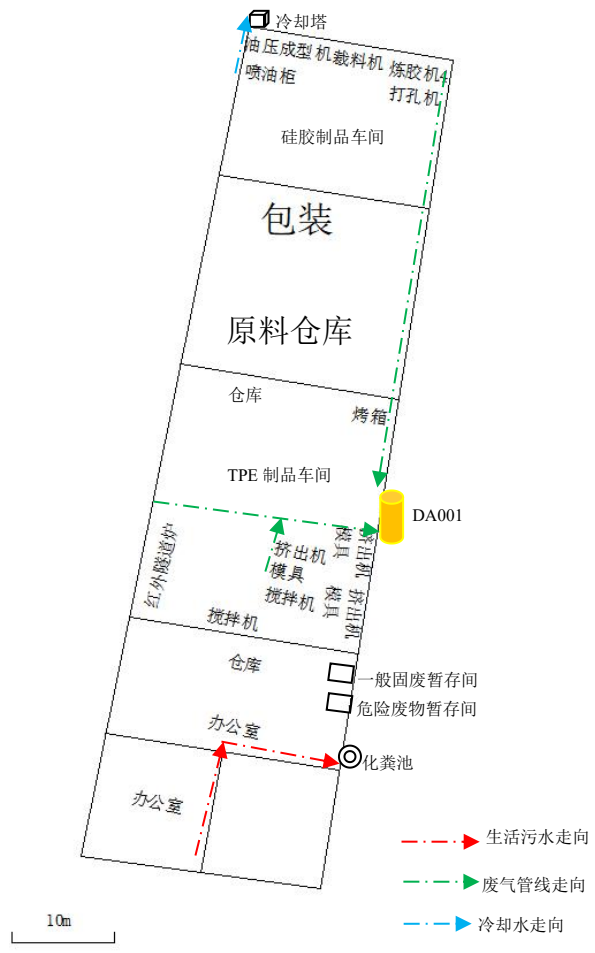 冷却塔
油压成型机裁料机 炼胶机4
喷油柜
打孔机
硅胶制品车间
包装
原料仓库
仓库
烤箱
TPE 制品车间
DA001
红外隧道炉
挤出机
模具
搅拌机
挤出机
模具
挤出机
模具
搅拌机
仓库
一般固废暂存间
危险废物暂存间
办公室
化粪池
办公室
生活污水走向
废气管线走向
冷却水走向
10m